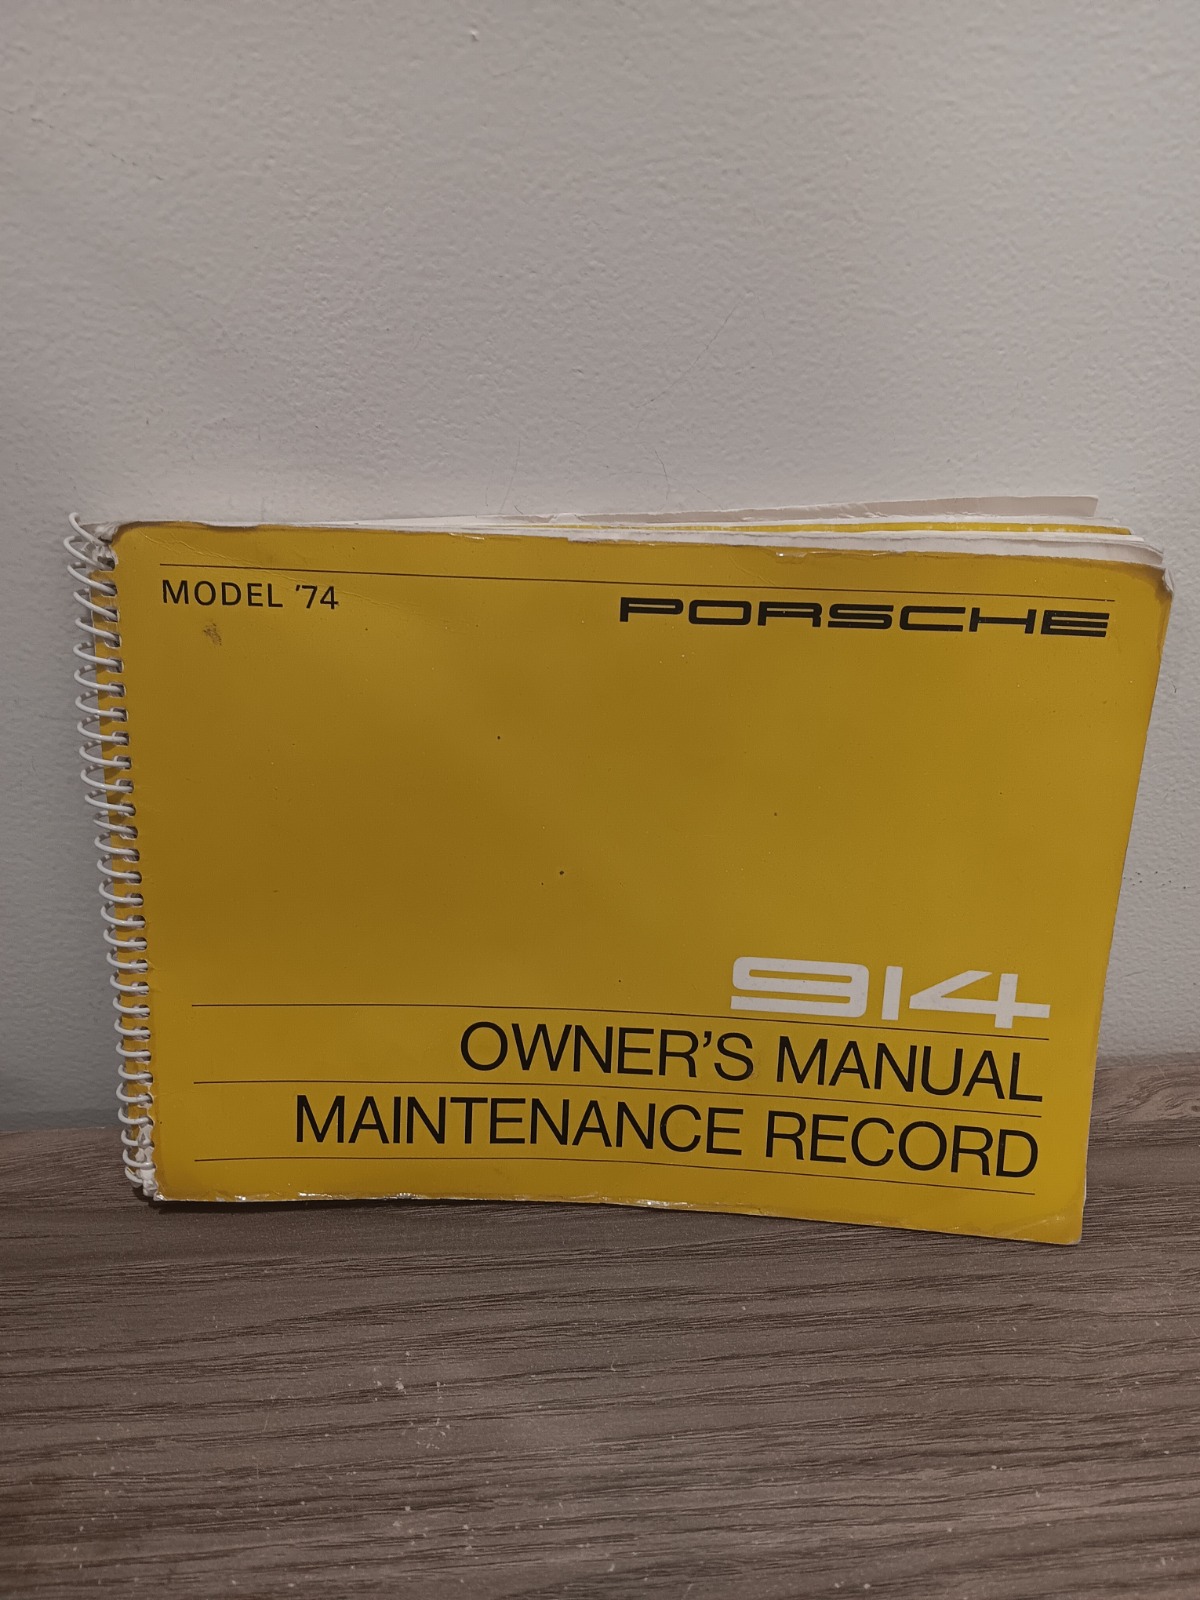 MODEL '74
PORSCHE
914
OWNER'S MANUAL
MAINTENANCE RECORD